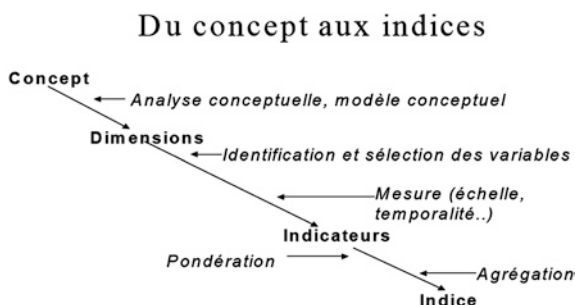 Du concept aux indices
Concept
Analyse conceptuelle, modèle conceptuel
Dimensions
Identification et sélection des variables
Mesure (échelle,
temporalité..)
Indicateurs
Pondération
Agrégation
Indice